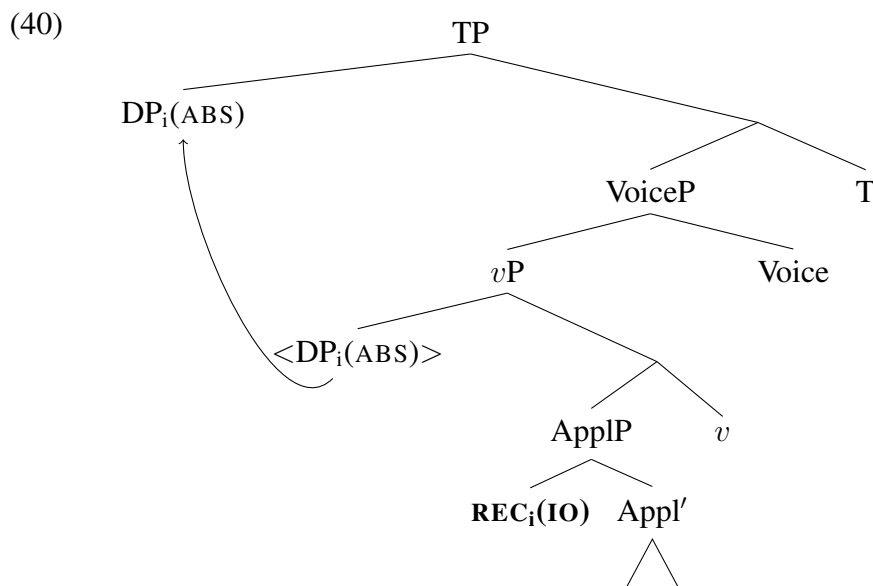 (40)
TP
DPi(ABS)
VoiceP T
vP Voice
<DPi(ABS)>
ApplP v
RECi(IO) Appl′